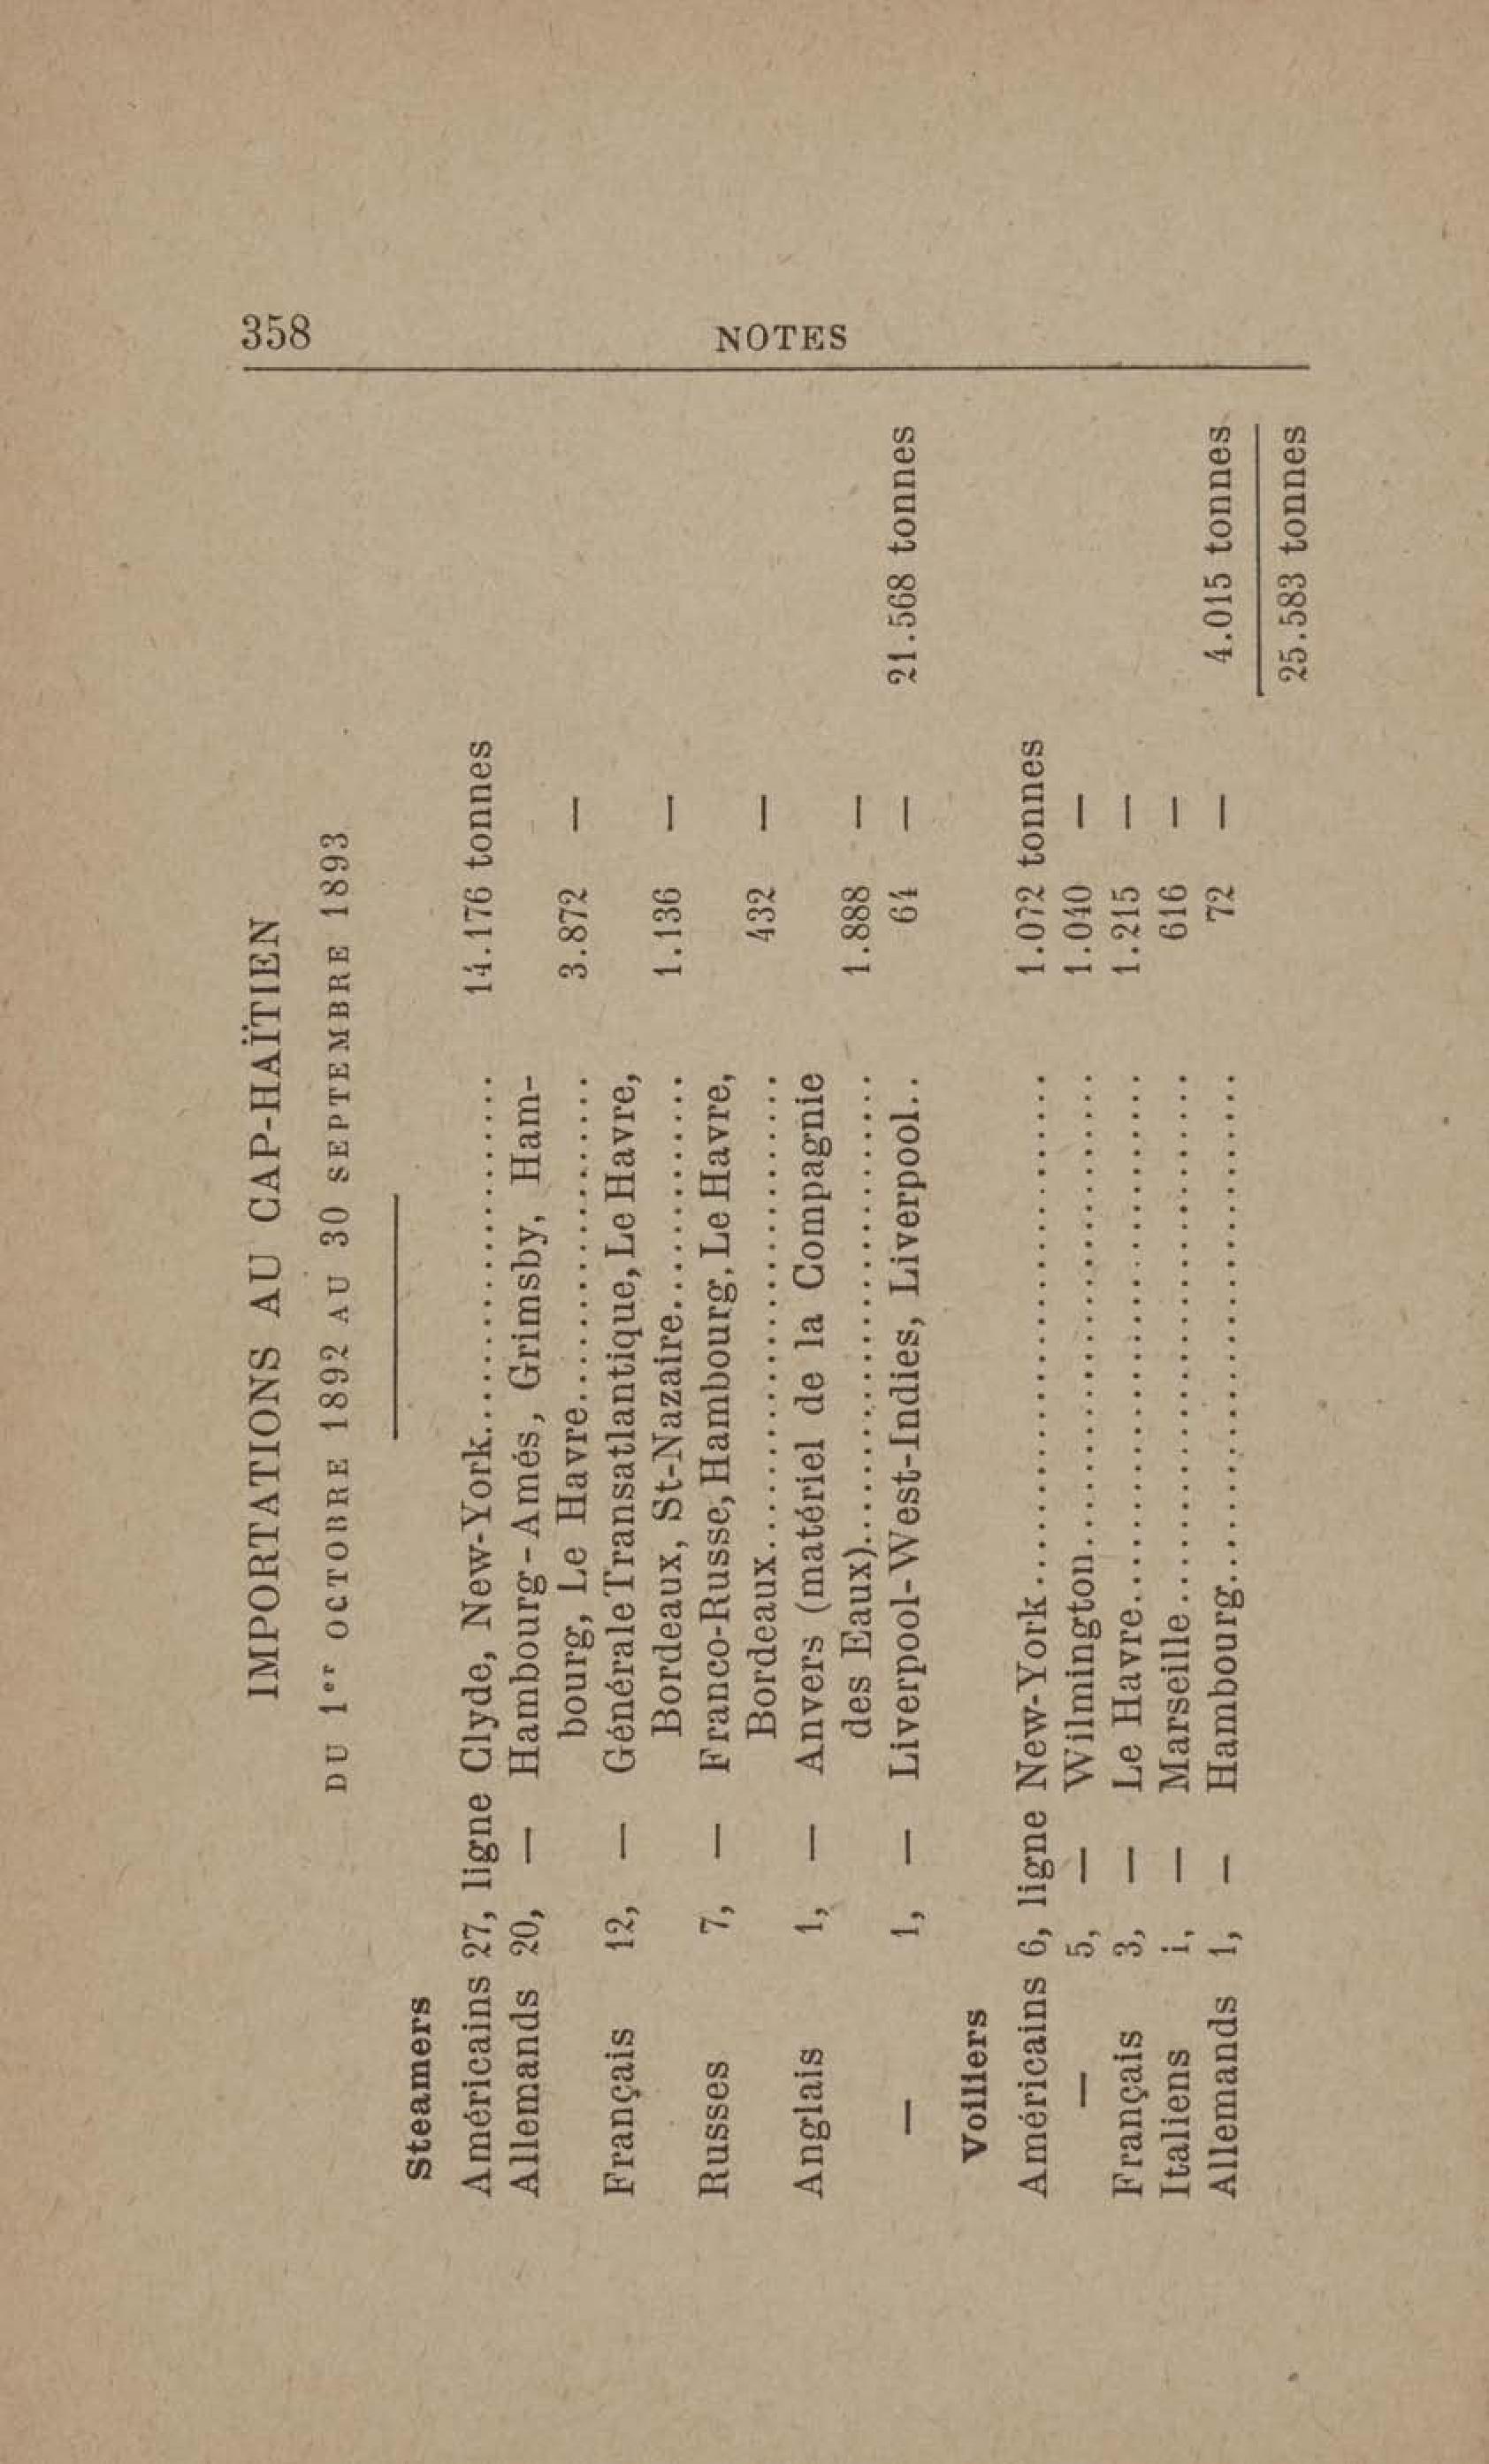 358
NOTES
IMPORTATIONS AU CAP-HAÏTIEN
DU 1er OCTOBRE 1892 AU 30 SEPTEMBRE 1893
Steamers
Américains 27, ligne Clyde, New-York........................ 14.176 tonnes
Allemands 20, — Hambourg-Amés, Grimsby, Ham-
bourg, Le Havre..................... 3.872 —
Français 12, — Générale Transatlantique, Le Havre,
Bordeaux, St-Nazaire............... 1.136 —
Russes 7, — Franco-Russe, Hambourg, Le Havre,
Bordeaux.............................. 432 —
Anglais 1, — Anvers (matériel de la Compagnie
des Eaux)............................. 1.888 —
— 1, — Liverpool-West-Indies, Liverpool.. 64 — 21.568 tonnes
Voiliers
Américains 6, ligne New-York................................ 1.072 tonnes
— 5, — Wilmington............................. 1.040 —
Français 3, — Le Havre................................ 1.215 —
Italiens 1, — Marseille................................ 616 —
Allemands 1, — Hambourg............................... 72 — 4.015 tonnes
25.583 tonnes